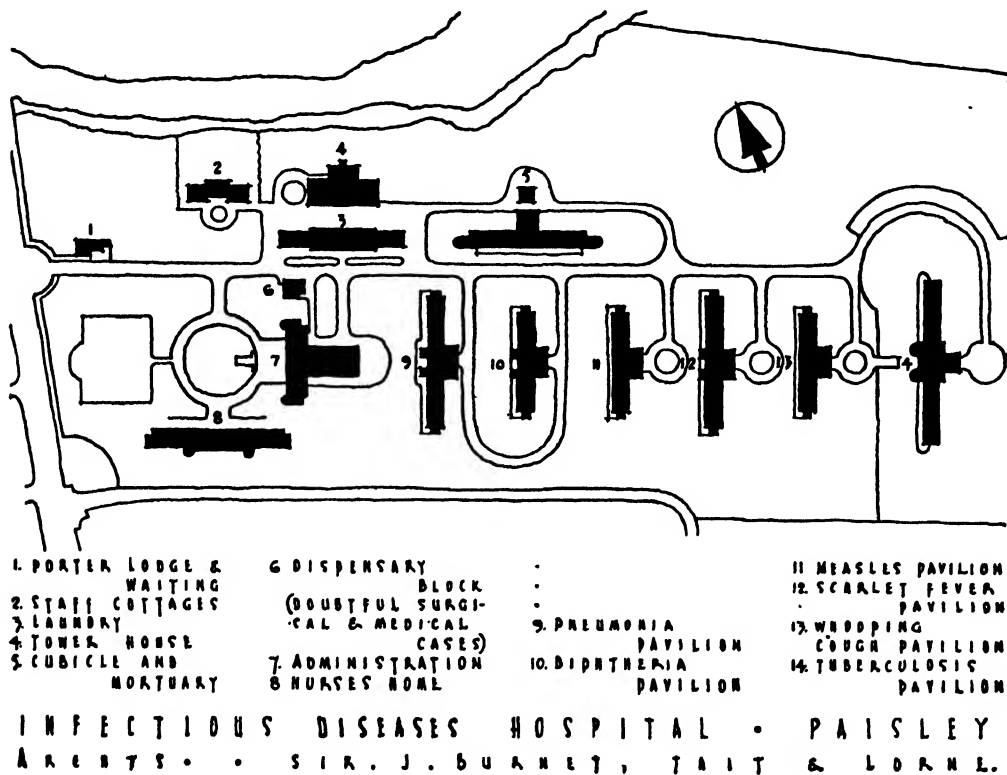 4
2
5
3
1
6
7
9
10
11
12
13
14
8
1. PORTER LODGE &
WAITING
2. STAFF COTTAGES
3. LAUNDRY
4. TOWER HOUSE
5. CUBICLE AND
MORTUARY
6 DISPENSARY
BLOCK
(DOUBTFUL SURGI-
CAL & MEDICAL
CASES)
7. ADMINISTRATION
8 NURSES HOME
9. PNEUMONIA
PAVILION
10. DIPHTHERIA
PAVILION
11 MEASLES PAVILION
12. SCARLET FEVER
PAVILION
13. WHOOPING
COUGH PAVILION
14. TUBERCULOSIS
PAVILION
INFECTIOUS DISEASES HOSPITAL · PAISLEY
ARCHTS · · SIR. J. BURNET, TAIT & LORNE.